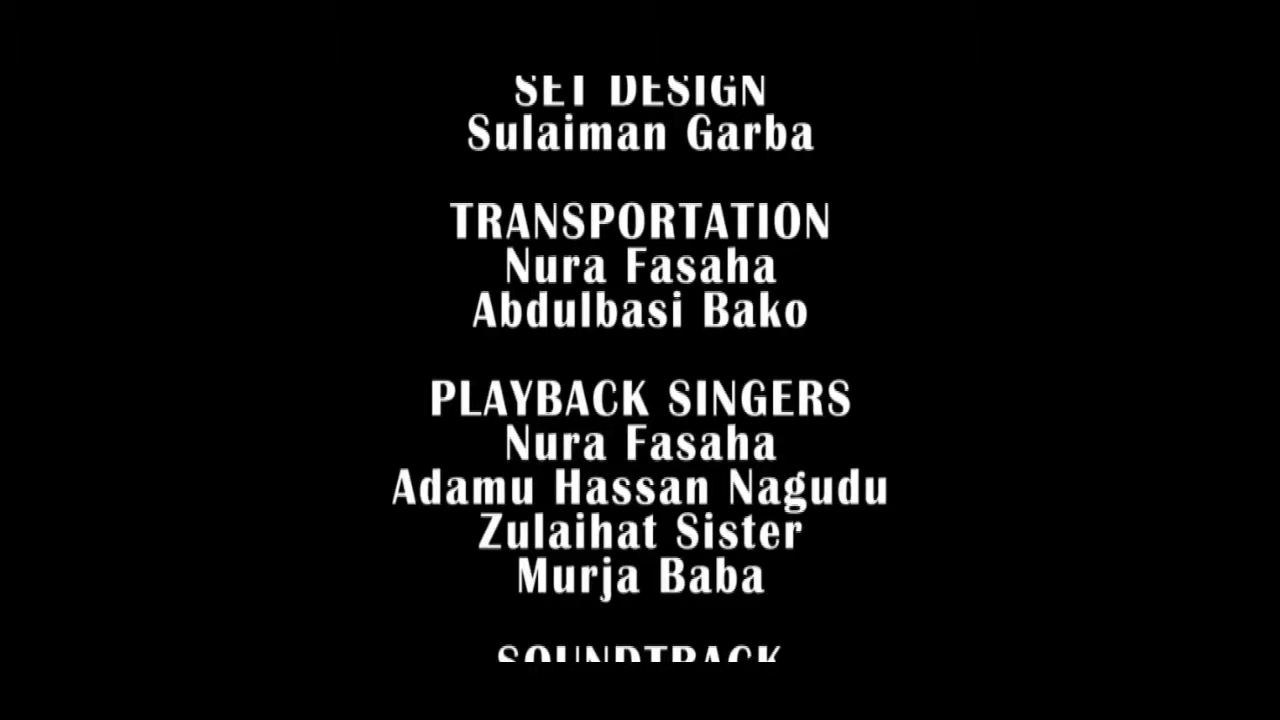 SET DESIGN
Sulaiman Garba
TRANSPORTATION
Nura Fasaha
Abdulbasi Bako
PLAYBACK SINGERS
Nura Fasaha
Adamu Hassan Nagudu
Zulaihat Sister
Murja Baba
SOUNDTRACK